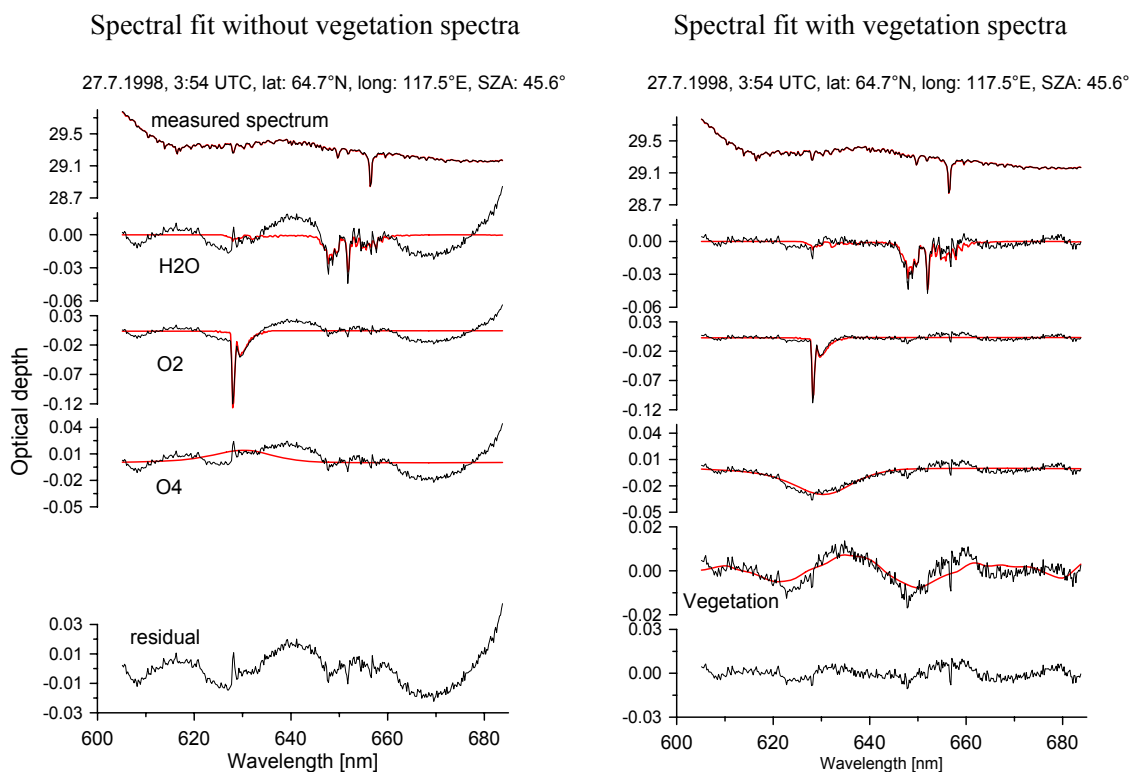 Spectral fit without vegetation spectra
27.7.1998, 3:54 UTC, lat: 64.7°N, long: 117.5°E, SZA: 45.6°
measured spectrum
29.5
29.1
28.7
0.00
-0.03
-0.06
H2O
0.03
-0.02
-0.07
-0.12
O2
0.04
0.01
-0.02
-0.05
O4
0.03
0.01
-0.01
-0.03
residual
Optical depth
600 620 640 660 680
Wavelength [nm]
Spectral fit with vegetation spectra
27.7.1998, 3:54 UTC, lat: 64.7°N, long: 117.5°E, SZA: 45.6°
29.5
29.1
28.7
0.00
-0.03
-0.06
0.03
-0.02
-0.07
-0.12
0.04
0.01
-0.02
-0.05
0.02
0.00
-0.02
Vegetation
0.03
0.00
-0.03
600 620 640 660 680
Wavelength [nm]